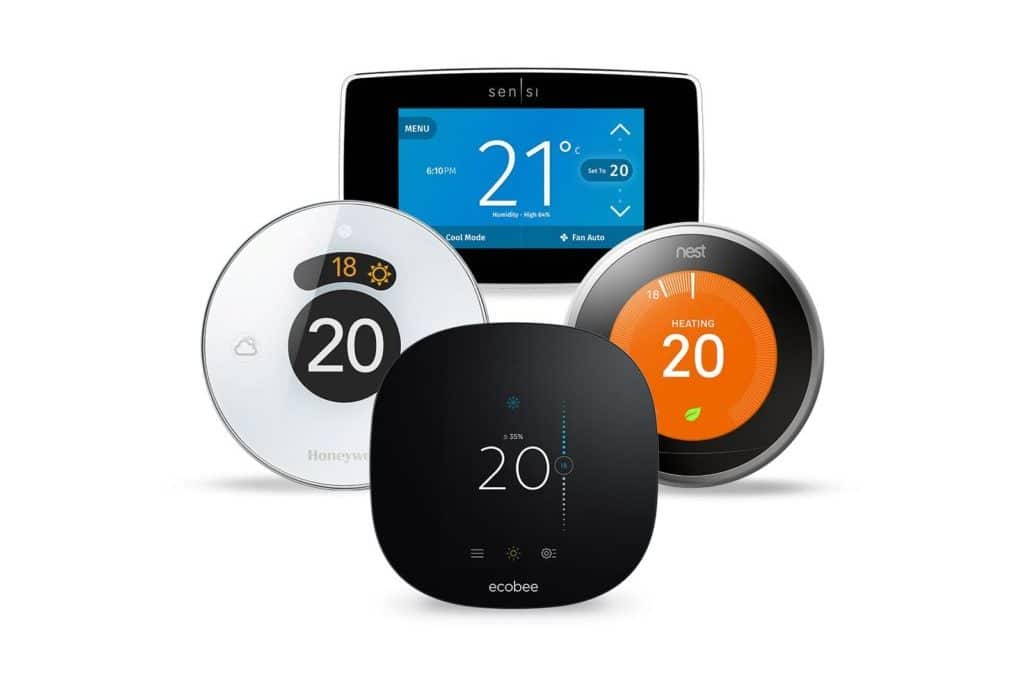 sensi
MENU
21° C
6:10 PM
Set To 20
Humidity - High 64%
Cool Mode
Fan Auto
18
20
Honeyw
nest
18
HEATING
20
35%
20
18
ecobee